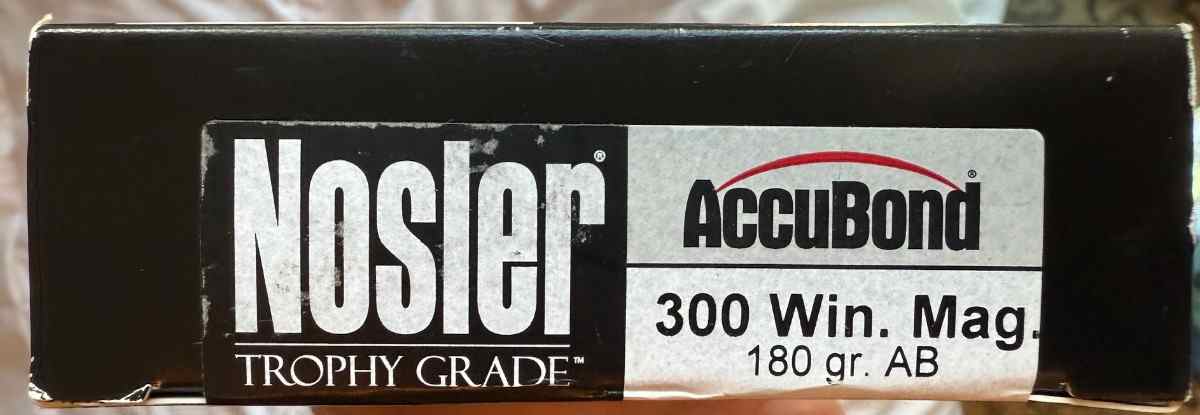 Nosler®
TROPHY GRADE™
AccuBond®
300 Win. Mag.
180 gr. AB